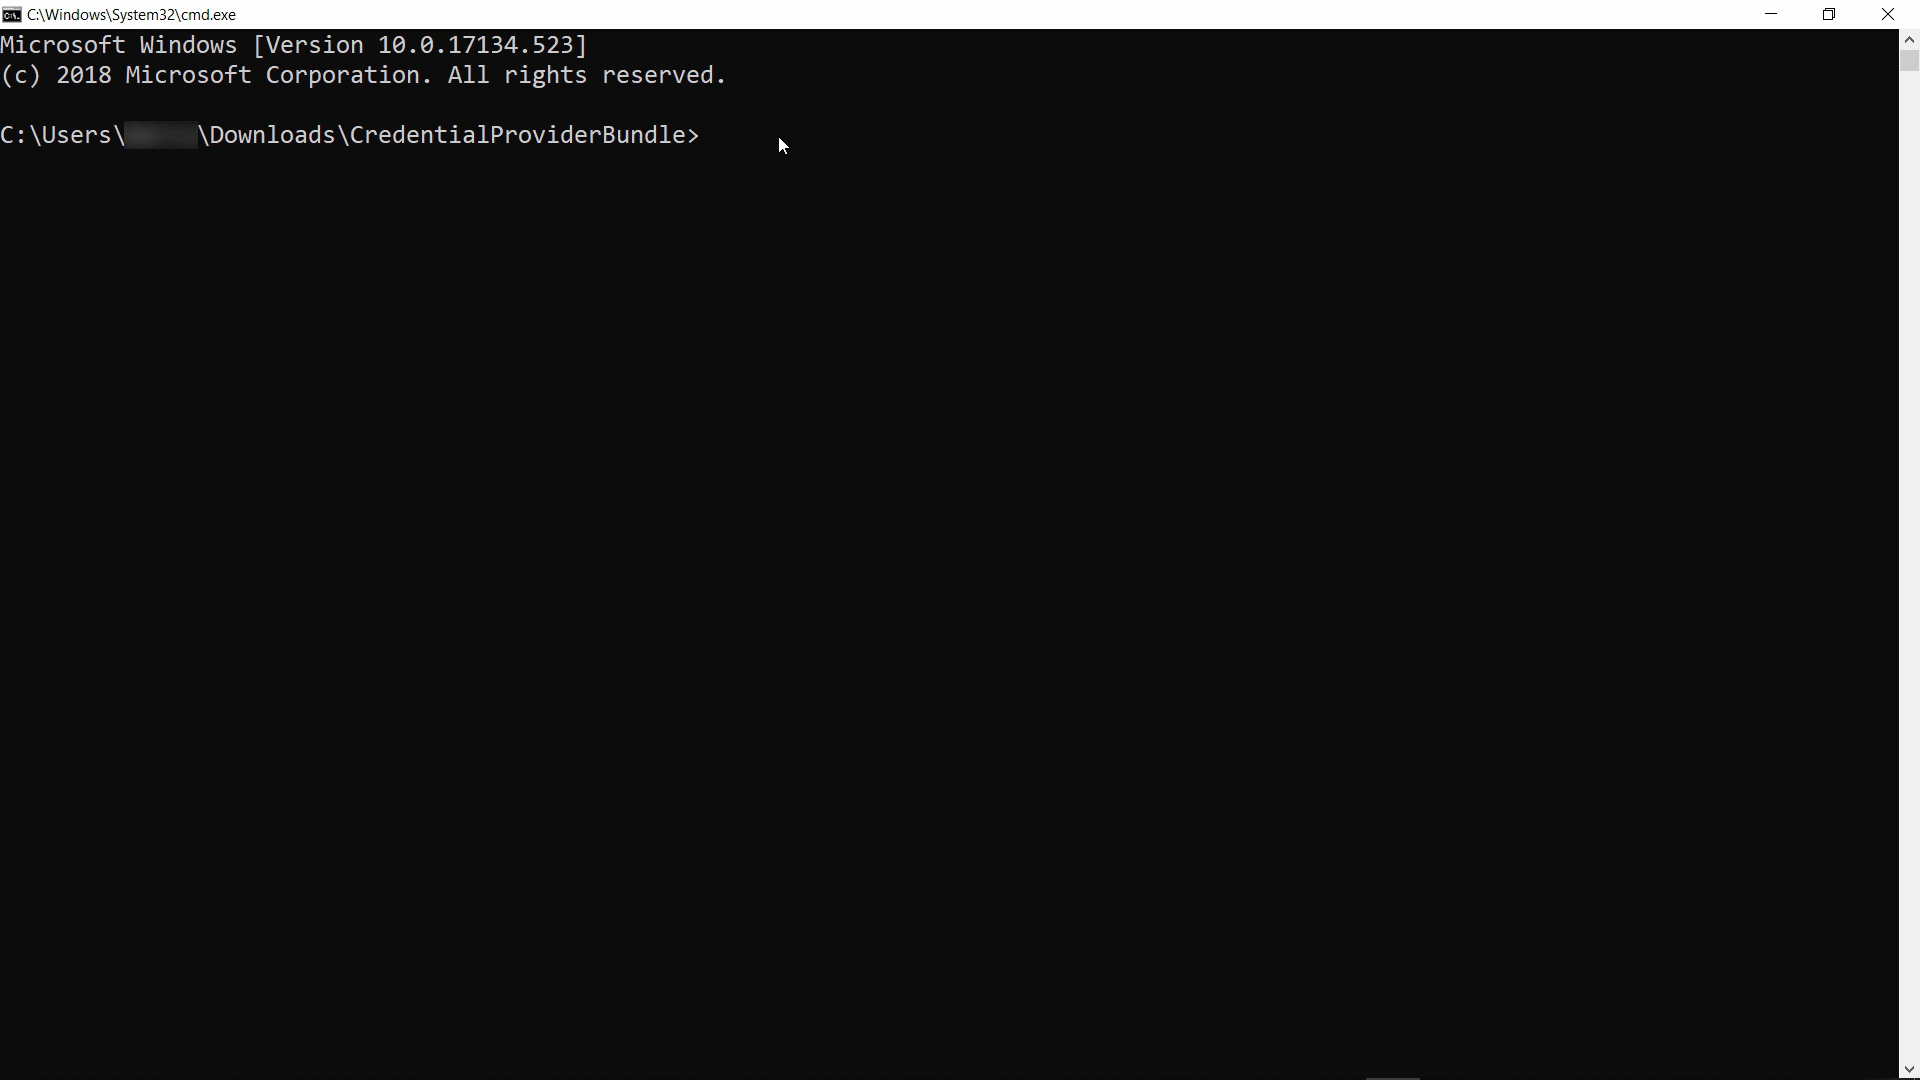 C:\Windows\System32\cmd.exe
Microsoft Windows [Version 10.0.17134.523]
(c) 2018 Microsoft Corporation. All rights reserved.
C:\Users\ \Downloads\CredentialProviderBundle>